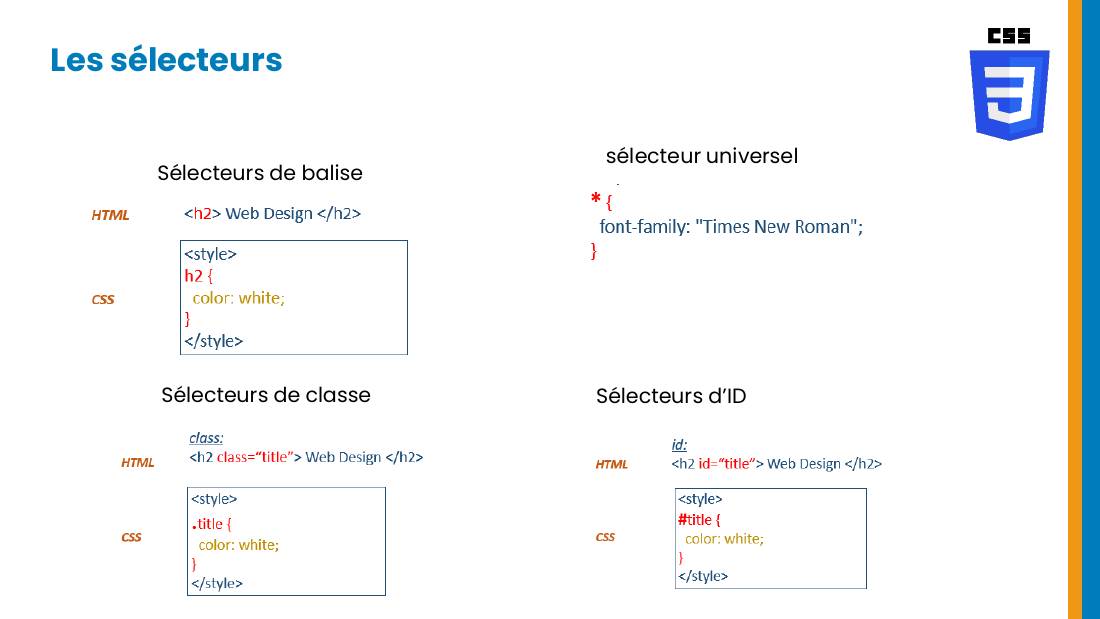 Les sélecteurs
CSS
Sélecteurs de balise
HTML
<h2> Web Design </h2>
CSS
<style>
h2 {
color: white;
}
</style>
sélecteur universel
* {
font-family: "Times New Roman";
}
Sélecteurs de classe
class:
HTML
<h2 class=“title”> Web Design </h2>
CSS
<style>
.title {
color: white;
}
</style>
Sélecteurs d’ID
id:
HTML
<h2 id=“title”> Web Design </h2>
CSS
<style>
#title {
color: white;
}
</style>